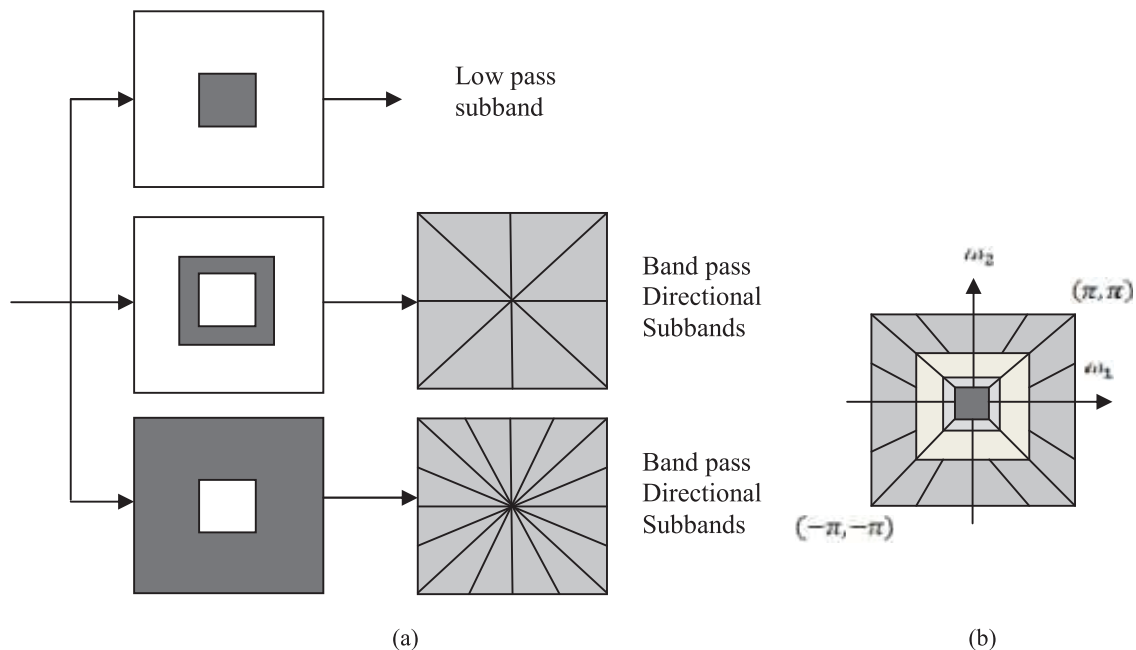 Low pass
subband
Band pass
Directional
Subbands
Band pass
Directional
Subbands
(a)
ω₂
(π, π)
ω₁
(−π, −π)
(b)